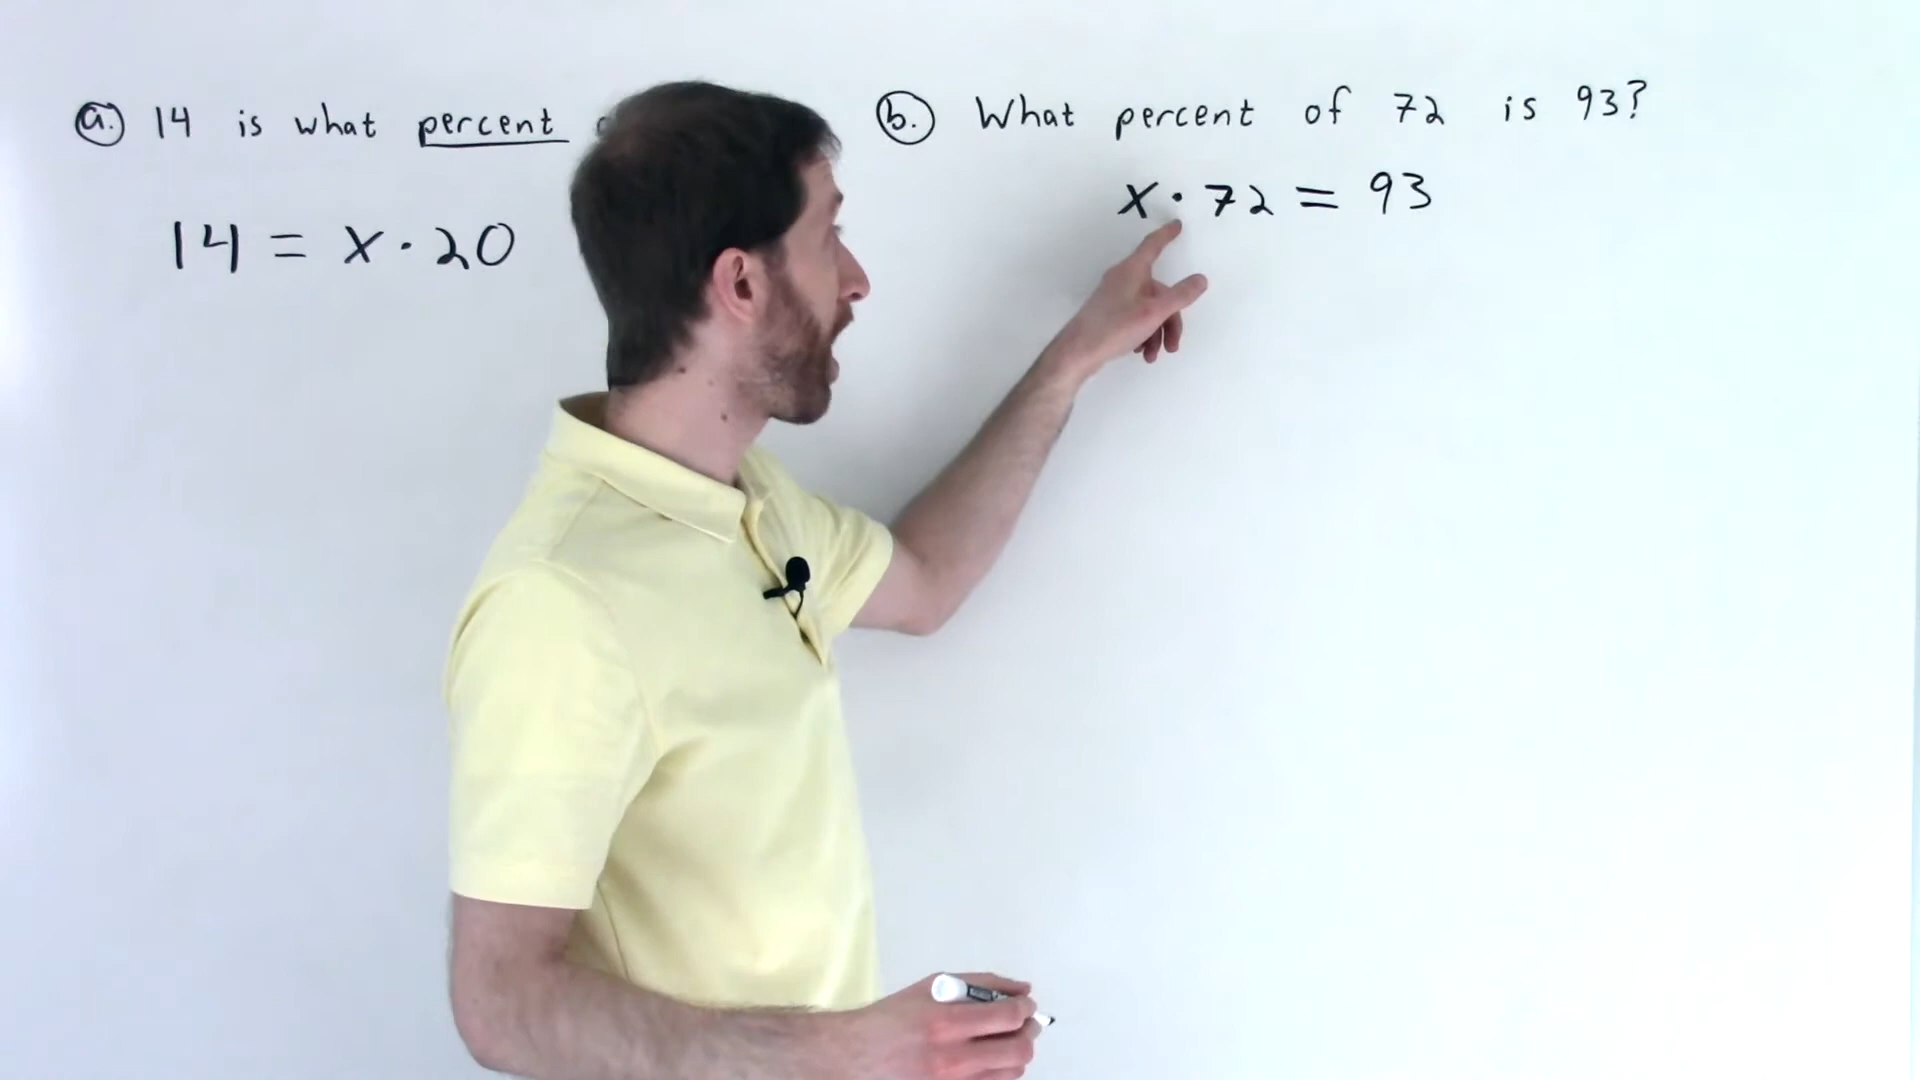 a. 14 is what percent
14 = x · 20
b. What percent of 72 is 93?
x · 72 = 93